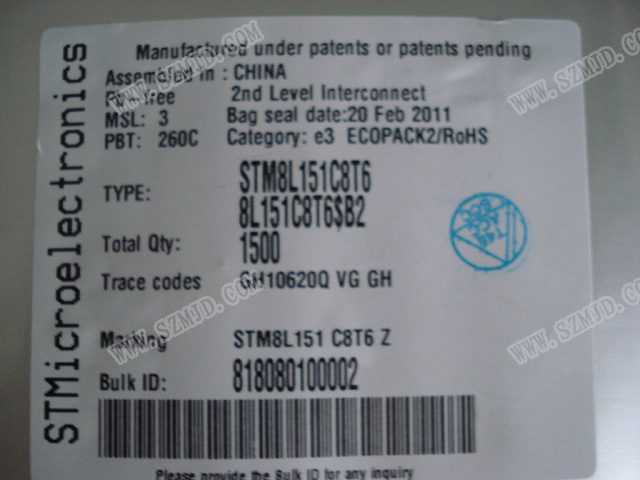 STMicroelectronics
Manufactured under patents or patents pending
Assembled in : CHINA
Pb-free 2nd Level Interconnect
MSL: 3 Bag seal date:20 Feb 2011
PBT: 260C Category: e3 ECOPACK2/RoHS
TYPE: STM8L151C8T6
8L151C8T6$B2
Total Qty: 1500
Trace codes GH10620Q VG GH
Marking STM8L151 C8T6 Z
Bulk ID: 818080100002
Please provide the Bulk ID for any inquiry
WWW.SZMJD.COM
WWW.SZMJD.COM
WWW.SZMJD.COM
WWW.SZMJD.COM